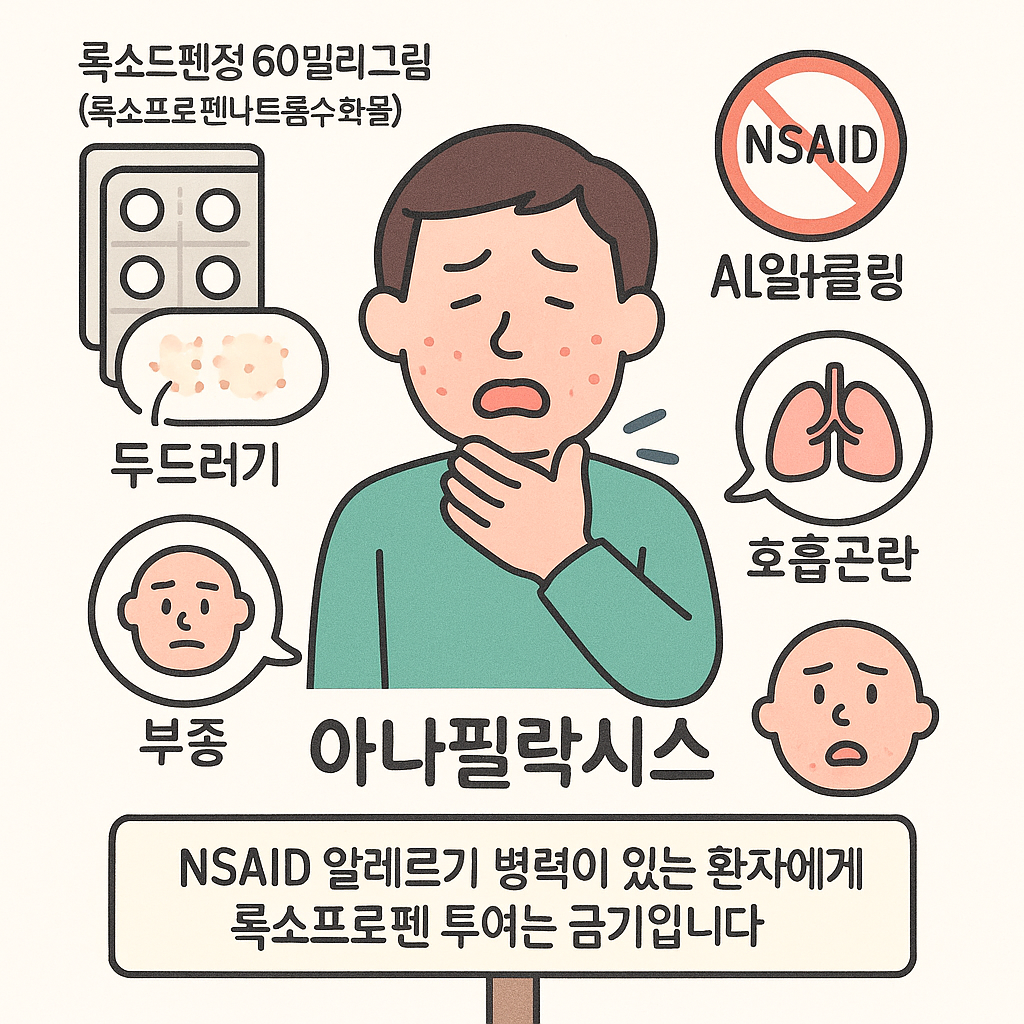 록소드펜정 60밀리그림
(록소프로펜나트롬수화물)
NSAID
두드러기
호흡곤란
부종
아나필락시스
NSAID 알레르기 병력이 있는 환자에게
록소프로펜 투여는 금기입니다